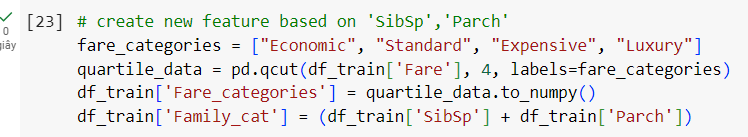 [23] # create new feature based on 'SibSp','Parch'
0
giây
fare_categories = ["Economic", "Standard", "Expensive", "Luxury"]
quartile_data = pd.qcut(df_train['Fare'], 4, labels=fare_categories)
df_train['Fare_categories'] = quartile_data.to_numpy()
df_train['Family_cat'] = (df_train['SibSp'] + df_train['Parch'])